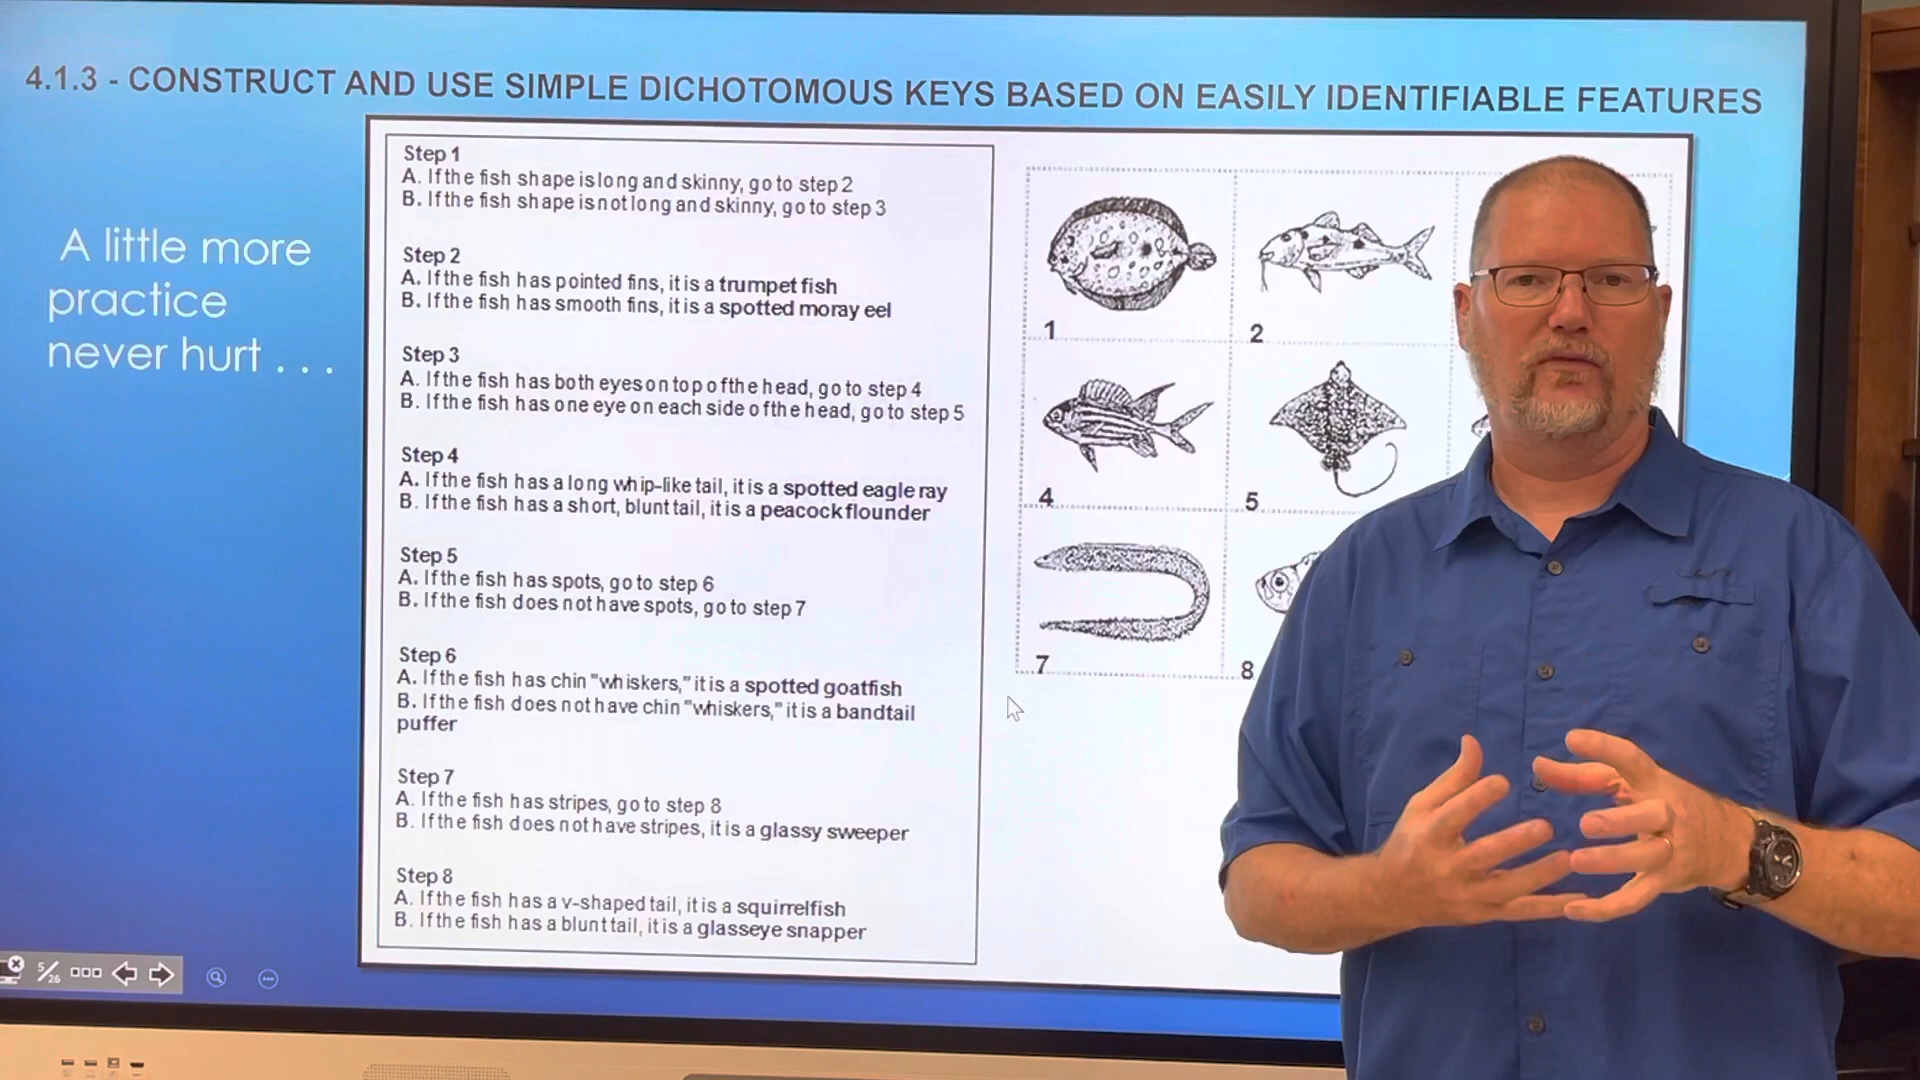 4.1.3 - CONSTRUCT AND USE SIMPLE DICHOTOMOUS KEYS BASED ON EASILY IDENTIFIABLE FEATURES
A little more
practice
never hurt . . .
Step 1
A. If the fish shape is long and skinny, go to step 2
B. If the fish shape is not long and skinny, go to step 3
Step 2
A. If the fish has pointed fins, it is a trumpet fish
B. If the fish has smooth fins, it is a spotted moray eel
Step 3
A. If the fish has both eyes on top of the head, go to step 4
B. If the fish has one eye on each side of the head, go to step 5
Step 4
A. If the fish has a long whip-like tail, it is a spotted eagle ray
B. If the fish has a short, blunt tail, it is a peacock flounder
Step 5
A. If the fish has spots, go to step 6
B. If the fish does not have spots, go to step 7
Step 6
A. If the fish has chin "whiskers," it is a spotted goatfish
B. If the fish does not have chin "whiskers," it is a bandtail
puffer
Step 7
A. If the fish has stripes, go to step 8
B. If the fish does not have stripes, it is a glassy sweeper
Step 8
A. If the fish has a v-shaped tail, it is a squirrelfish
B. If the fish has a blunt tail, it is a glasseye snapper
1
2
4
5
7
8
5/26